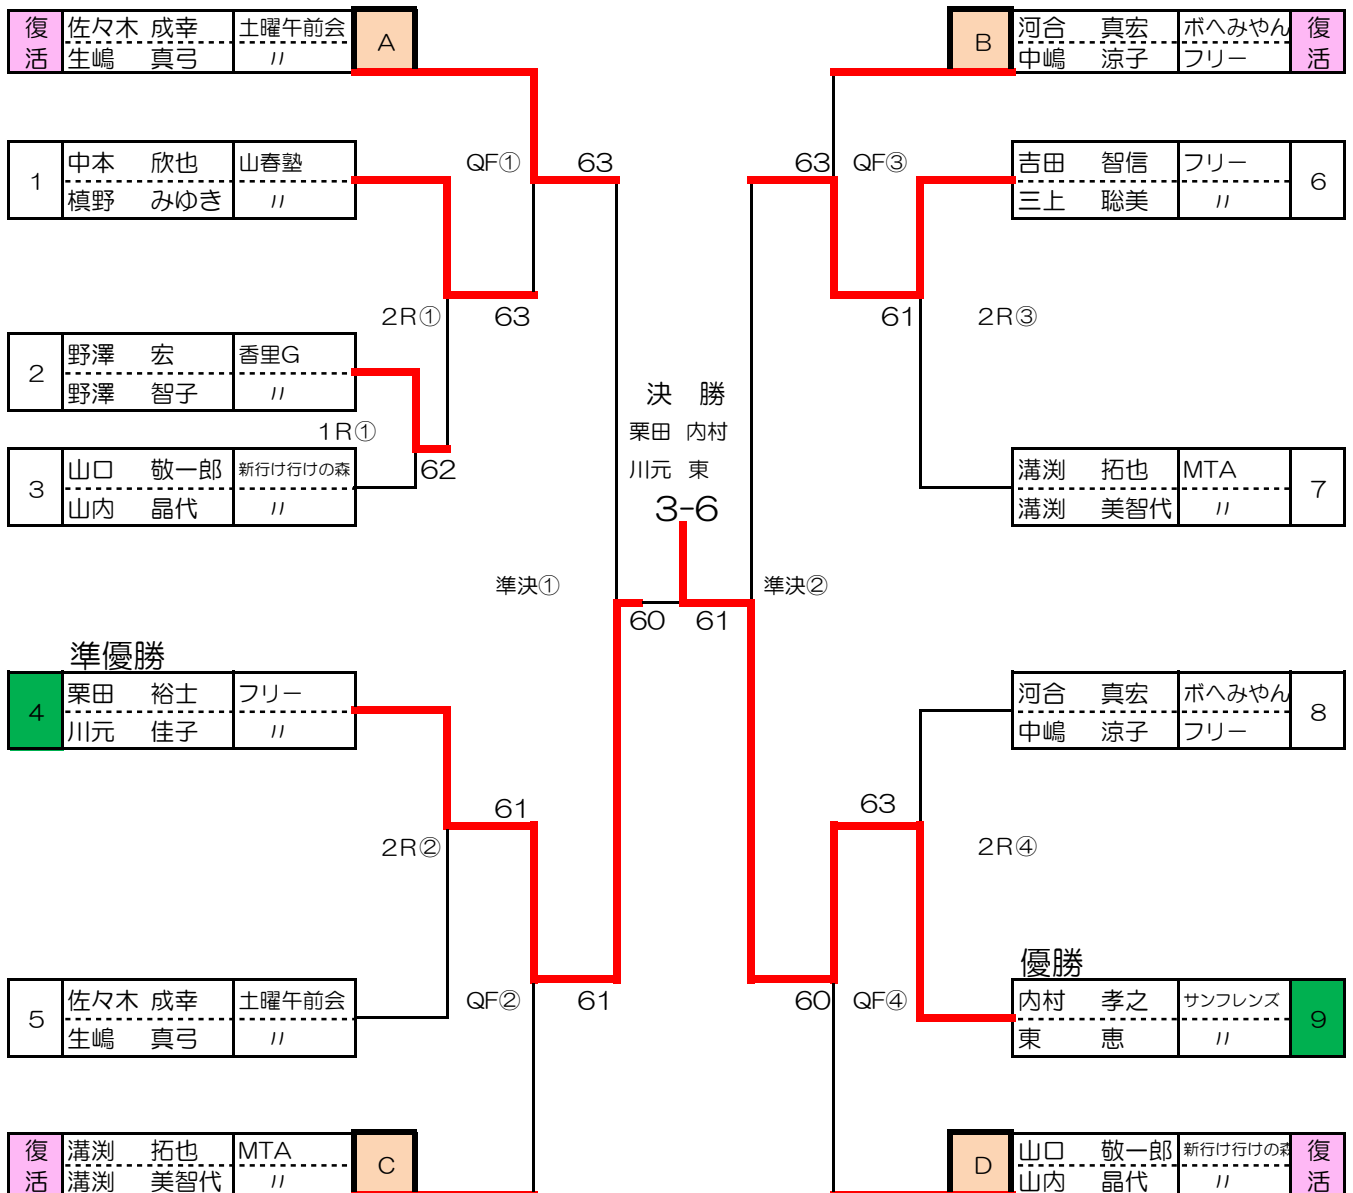 復活 佐々木 成幸 土曜午前会 A
生嶋 真弓 〃
B 河合 真宏 ボヘみやん 復活
中嶋 涼子 フリー
1 中本 欣也 山春塾
槙野 みゆき 〃
QF① 63
63 QF③
吉田 智信 フリー 6
三上 聡美 〃
2R① 63
61 2R③
2 野澤 宏 香里G
野澤 智子 〃
1R①
62
3 山口 敬一郎 新行け行けの森
山内 晶代 〃
決 勝
栗田 内村
川元 東
3-6
溝渕 拓也 MTA 7
溝渕 美智代 〃
準決① 準決②
60 61
準優勝
4 栗田 裕士 フリー
川元 佳子 〃
河合 真宏 ボヘみやん 8
中嶋 涼子 フリー
61 63
2R② 2R④
優勝
5 佐々木 成幸 土曜午前会
生嶋 真弓 〃
QF② 61
60 QF④
内村 孝之 サンフレンズ 9
東 恵 〃
復活 溝渕 拓也 MTA C
溝渕 美智代 〃
D 山口 敬一郎 新行け行けの森 復活
山内 晶代 〃